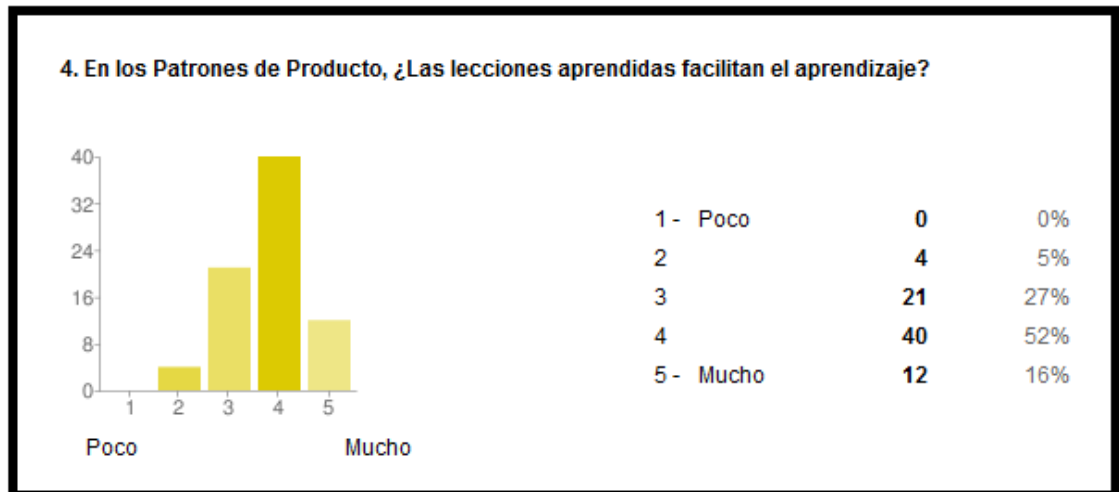 4. En los Patrones de Producto, ¿Las lecciones aprendidas facilitan el aprendizaje?
40
32
24
16
8
0
1 2 3 4 5
Poco Mucho
1 - Poco 0 0%
2 4 5%
3 21 27%
4 40 52%
5 - Mucho 12 16%